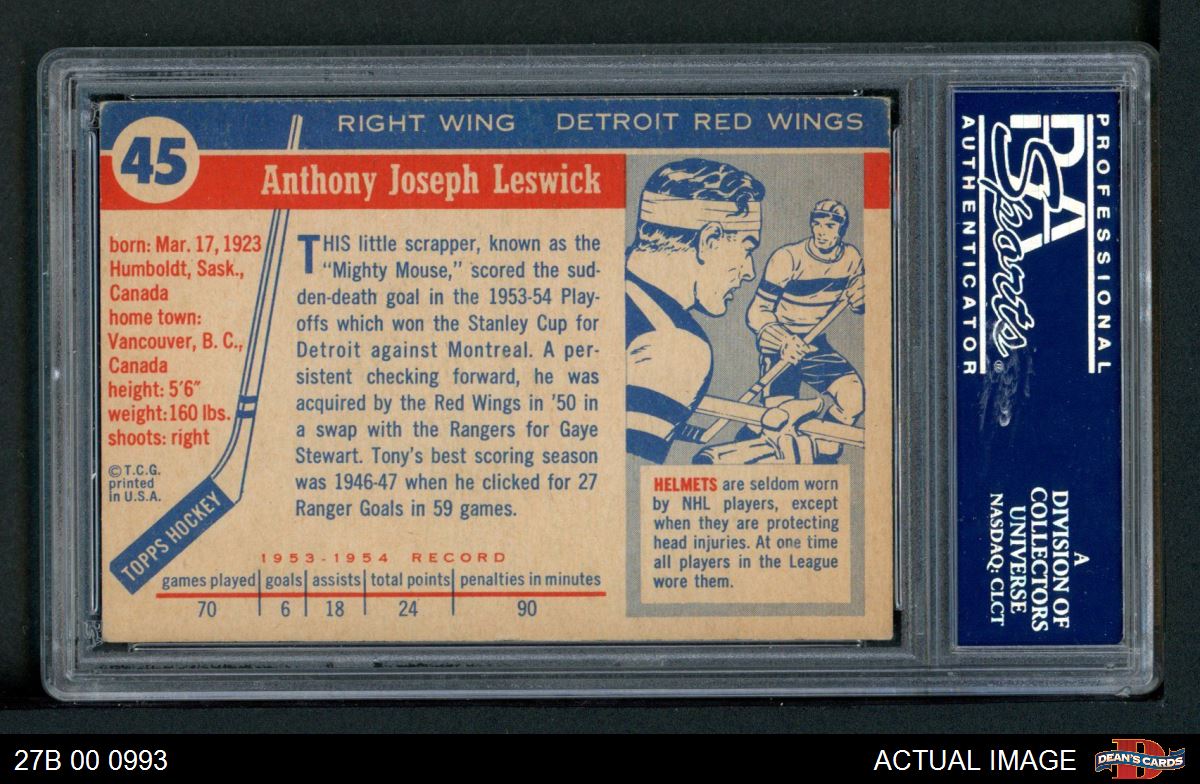 45
RIGHT WING DETROIT RED WINGS
Anthony Joseph Leswick
born: Mar. 17, 1923
Humboldt, Sask.,
Canada
home town:
Vancouver, B. C.,
Canada
height: 5'6"
weight: 160 lbs.
shoots: right
© T.C.G.
printed
in U.S.A.
TOPPS HOCKEY
THIS little scrapper, known as the
"Mighty Mouse," scored the sud-
den-death goal in the 1953-54 Play-
offs which won the Stanley Cup for
Detroit against Montreal. A per-
sistent checking forward, he was
acquired by the Red Wings in '50 in
a swap with the Rangers for Gaye
Stewart. Tony's best scoring season
was 1946-47 when he clicked for 27
Ranger Goals in 59 games.
1953-1954 RECORD
games played goals assists total points penalties in minutes
70 6 18 24 90
HELMETS are seldom worn
by NHL players, except
when they are protecting
head injuries. At one time
all players in the League
wore them.
PROFESSIONAL
PSA
Sports
®
AUTHENTICATOR
A
DIVISION OF
COLLECTORS
UNIVERSE
NASDAQ: CLCT
27B 00 0993
ACTUAL IMAGE
D
DEAN'S CARDS